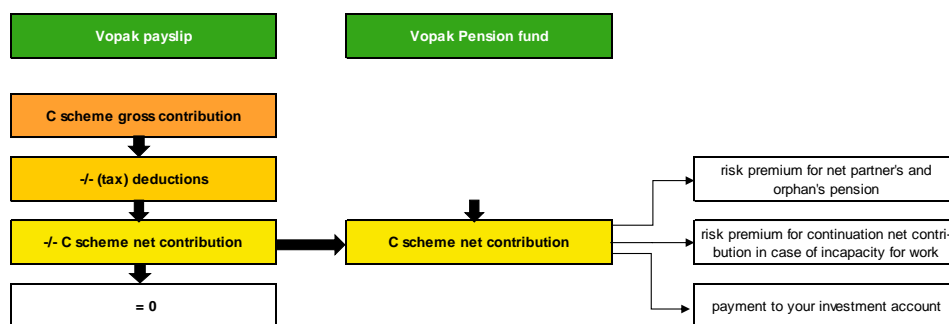 Vopak payslip
Vopak Pension fund
C scheme gross contribution
-/- (tax) deductions
risk premium for net partner's and
orphan's pension
-/- C scheme net contribution
C scheme net contribution
risk premium for continuation net contri-
bution in case of incapacity for work
= 0
payment to your investment account